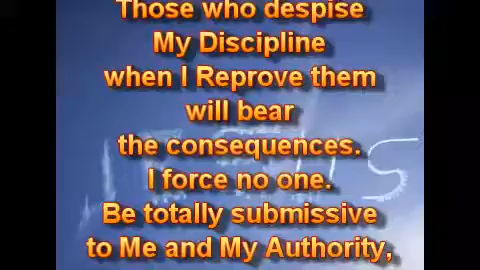 Those who despise
My Discipline
when I Reprove them
will bear
the consequences.
I force no one.
Be totally submissive
to Me and My Authority,